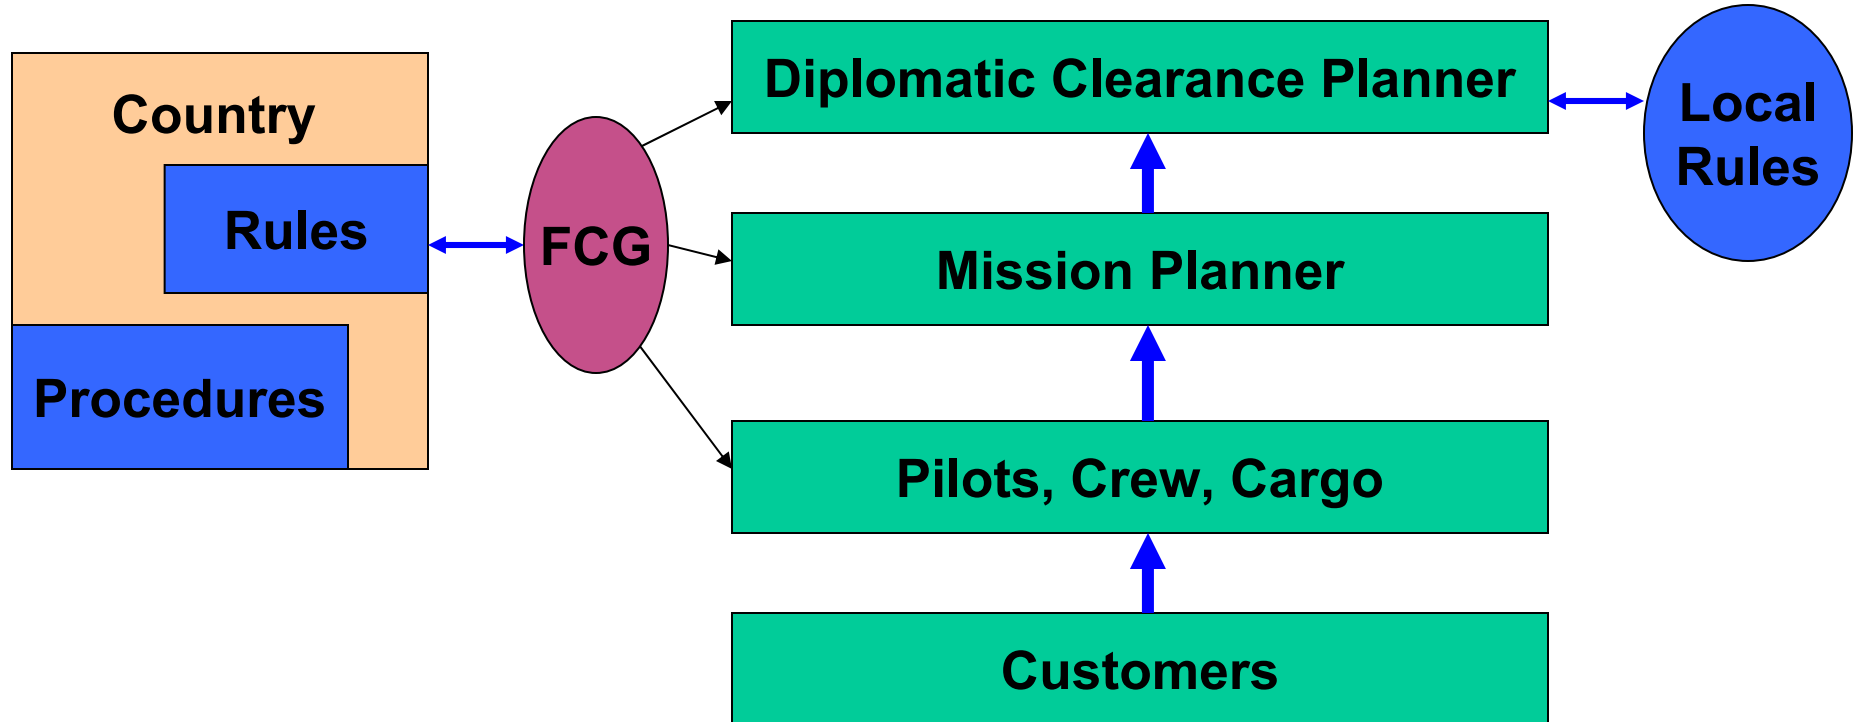 Country
Rules
Procedures
FCG
Diplomatic Clearance Planner
Mission Planner
Pilots, Crew, Cargo
Customers
Local
Rules